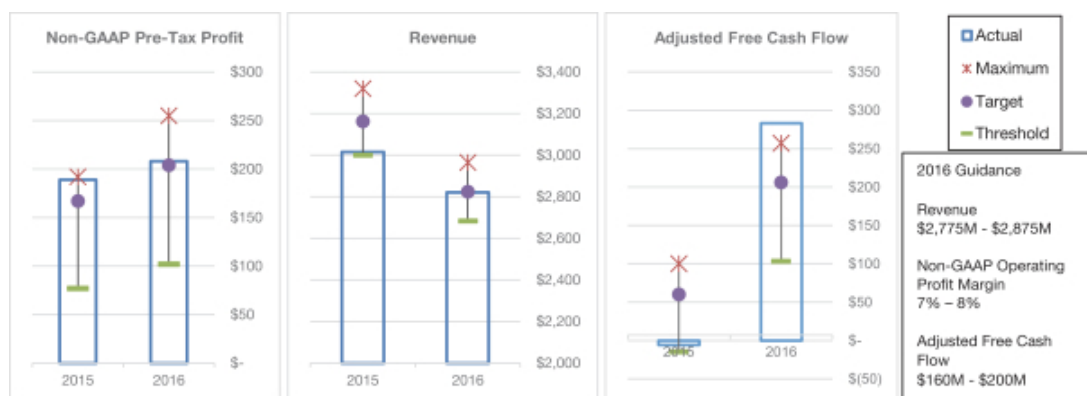 Non-GAAP Pre-Tax Profit
$300
$250
$200
$150
$100
$50
$-
2015 2016
Revenue
$3,400
$3,200
$3,000
$2,800
$2,600
$2,400
$2,200
$2,000
2015 2016
Adjusted Free Cash Flow
$350
$300
$250
$200
$150
$100
$50
$-
$(50)
2015 2016
Actual
Maximum
Target
Threshold
2016 Guidance
Revenue
$2,775M - $2,875M
Non-GAAP Operating
Profit Margin
7% – 8%
Adjusted Free Cash
Flow
$160M - $200M